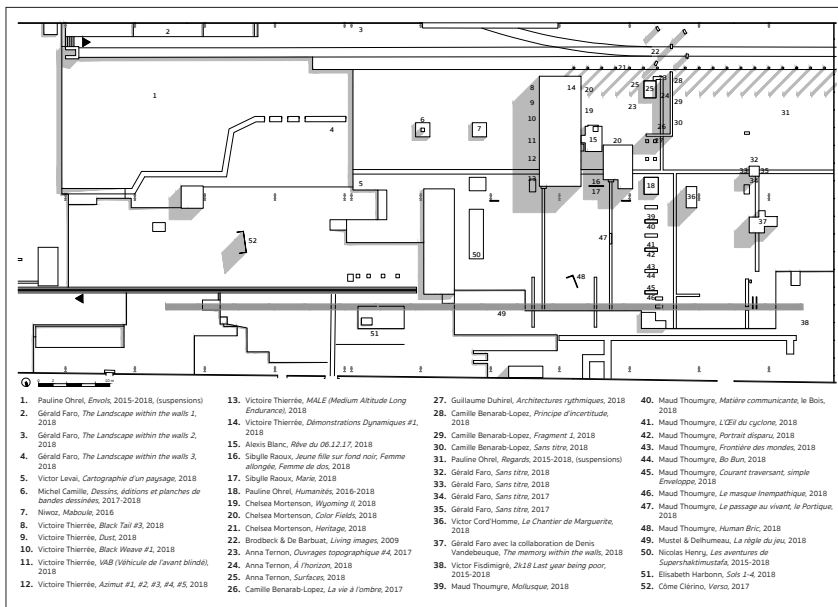 1. Pauline Ohrel, Envols, 2015-2018, (suspensions)
2. Gérald Faro, The Landscape within the walls 1,
2018
3. Gérald Faro, The Landscape within the walls 2,
2018
4. Gérald Faro, The Landscape within the walls 3,
2018
5. Victor Levai, Cartographie d'un paysage, 2018
6. Michel Camille, Dessins, éditions et planches de
bandes dessinées, 2017-2018
7. Niwoz, Maboule, 2016
8. Victoire Thierrée, Black Tail #3, 2018
9. Victoire Thierrée, Dust, 2018
10. Victoire Thierrée, Black Weave #1, 2018
11. Victoire Thierrée, VAB (Véhicule de l'avant blindé),
2018
12. Victoire Thierrée, Azimut #1, #2, #3, #4, #5, 2018
13. Victoire Thierrée, MALE (Medium Altitude Long
Endurance), 2018
14. Victoire Thierrée, Démonstrations Dynamiques #1,
2018
15. Alexis Blanc, Rêve du 06.12.17, 2018
16. Sibylle Raoux, Jeune fille sur fond noir, Femme
allongée, Femme de dos, 2018
17. Sibylle Raoux, Marie, 2018
18. Pauline Ohrel, Humanités, 2016-2018
19. Chelsea Mortenson, Wyoming II, 2018
20. Chelsea Mortenson, Color Fields, 2018
21. Chelsea Mortenson, Heritage, 2018
22. Brodbeck & De Barbuat, Living images, 2009
23. Anna Ternon, Ouvrages topographique #4, 2017
24. Anna Ternon, À l'horizon, 2018
25. Anna Ternon, Surfaces, 2018
26. Camille Benarab-Lopez, La vie à l'ombre, 2017
27. Guillaume Duhirel, Architectures rythmiques, 2018
28. Camille Benarab-Lopez, Principe d'incertitude,
2018
29. Camille Benarab-Lopez, Fragment 1, 2018
30. Camille Benarab-Lopez, Sans titre, 2018
31. Pauline Ohrel, Regards, 2015-2018, (suspensions)
32. Gérald Faro, Sans titre, 2018
33. Gérald Faro, Sans titre, 2018
34. Gérald Faro, Sans titre, 2017
35. Gérald Faro, Sans titre, 2017
36. Victor Cord'Homme, Le Chantier de Marguerite,
2018
37. Gérald Faro avec la collaboration de Denis
Vandebeuque, The memory within the walls, 2018
38. Victor Fisdimigré, 2k18 Last year being poor,
2015-2018
39. Maud Thoumyre, Mollusque, 2018
40. Maud Thoumyre, Matière communicante, le Bois,
2018
41. Maud Thoumyre, L'Œil du cyclone, 2018
42. Maud Thoumyre, Portrait disparu, 2018
43. Maud Thoumyre, Frontière des mondes, 2018
44. Maud Thoumyre, Bo Bun, 2018
45. Maud Thoumyre, Courant traversant, simple
Enveloppe, 2018
46. Maud Thoumyre, Le masque Inempathique, 2018
47. Maud Thoumyre, Le passage au vivant, le Portique,
2018
48. Maud Thoumyre, Human Bric, 2018
49. Mustel & Delhumeau, La règle du jeu, 2018
50. Nicolas Henry, Les aventures de
Supershaktimustafa, 2015-2018
51. Elisabeth Harbonn, Sols 1-4, 2018
52. Côme Clérino, Verso, 2017